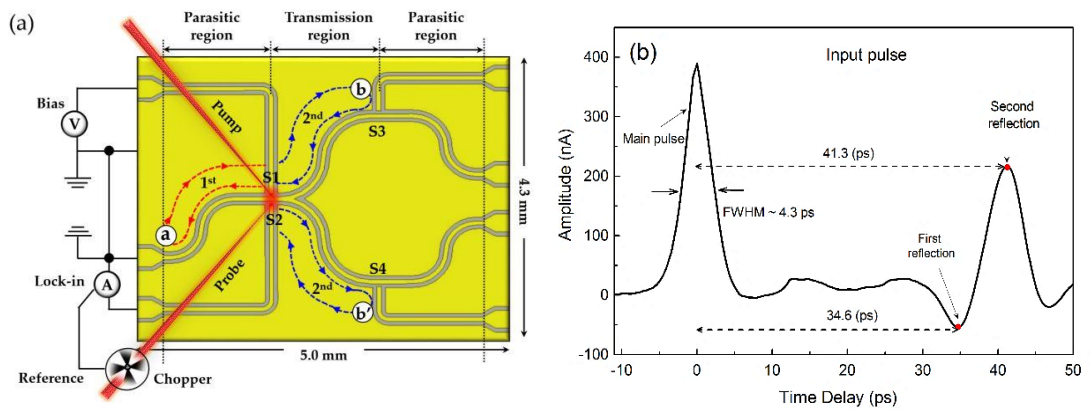 (a)
Parasitic region
Transmission region
Parasitic region
Bias
V
Pump
b
2nd
S3
1st
S1
a
S2
4.3 mm
Lock-in
A
Probe
2nd
S4
b'
5.0 mm
Reference
Chopper
(b)
Input pulse
Main pulse
Second reflection
41.3 (ps)
FWHM ~ 4.3 ps
First reflection
34.6 (ps)
Amplitude (nA)
400
300
200
100
0
-100
-10
0
10
20
30
40
50
Time Delay (ps)